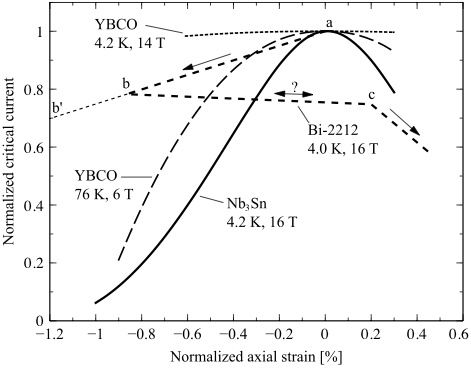 YBCO
4.2 K, 14 T
a
b
b'
?
c
Bi-2212
4.0 K, 16 T
YBCO
76 K, 6 T
Nb₃Sn
4.2 K, 16 T
Normalized critical current
1
0.8
0.6
0.4
0.2
0
−1.2 −1 −0.8 −0.6 −0.4 −0.2 0 0.2 0.4 0.6
Normalized axial strain [%]